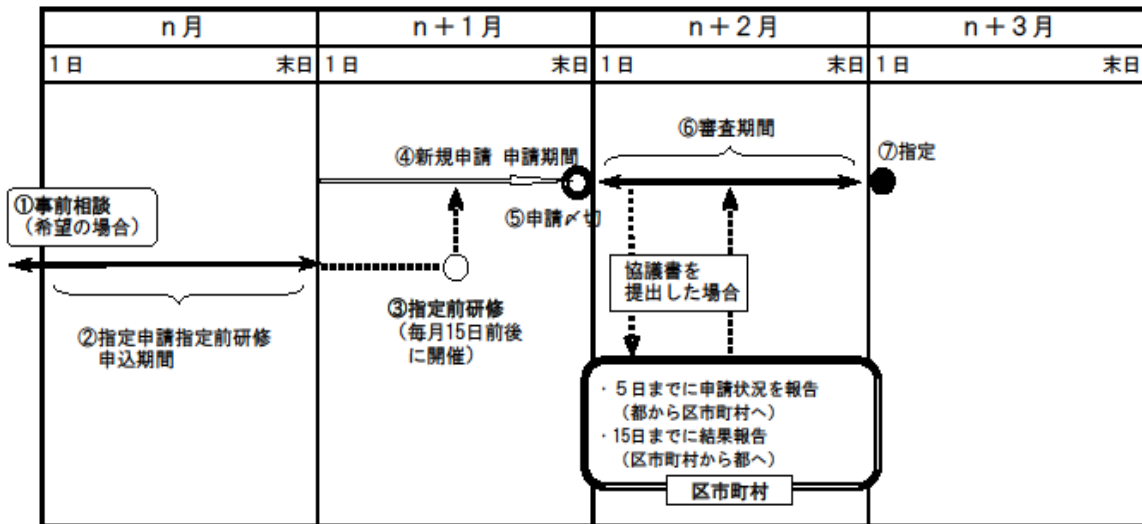 n月
n+1月
n+2月
n+3月
1日
末日
1日
末日
1日
末日
1日
末日
⑥審査期間
④新規申請 申請期間
⑦指定
①事前相談
(希望の場合)
⑤申請〆切
協議書を
提出した場合
③指定前研修
(毎月15日前後
に開催)
②指定申請指定前研修
申込期間
・5日までに申請状況を報告
(都から区市町村へ)
・15日までに結果報告
(区市町村から都へ)
区市町村